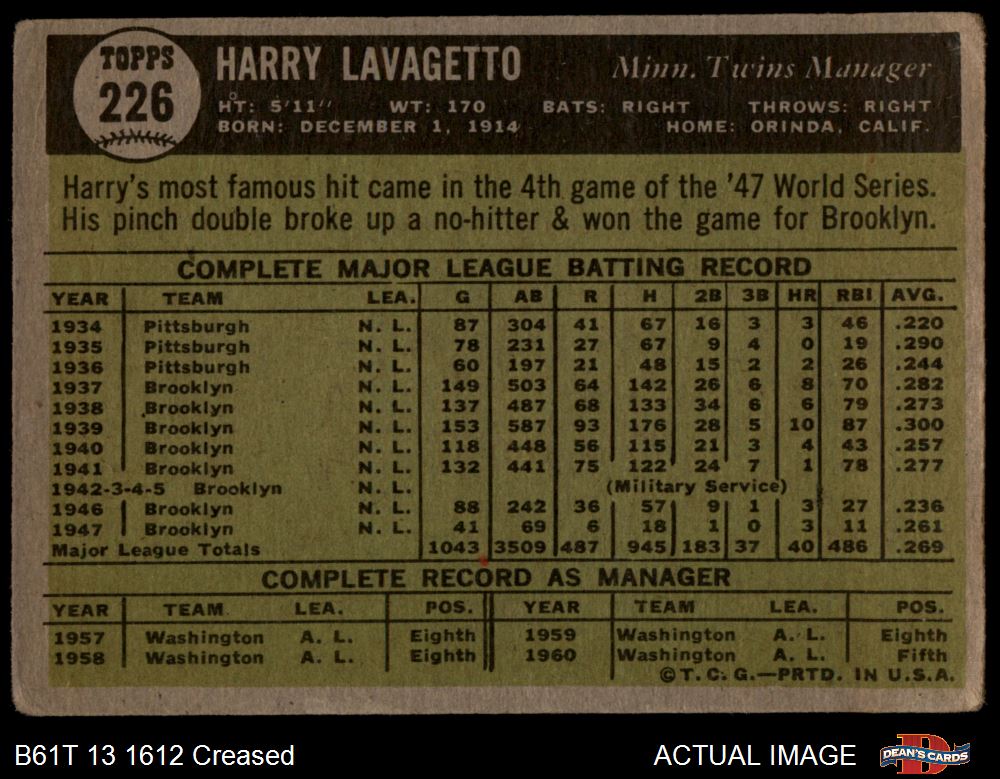 TOPPS
226
HARRY LAVAGETTO Minn. Twins Manager
HT: 5'11" WT: 170 BATS: RIGHT THROWS: RIGHT
BORN: DECEMBER 1, 1914 HOME: ORINDA, CALIF.
Harry's most famous hit came in the 4th game of the '47 World Series.
His pinch double broke up a no-hitter & won the game for Brooklyn.
COMPLETE MAJOR LEAGUE BATTING RECORD
YEAR TEAM LEA. G AB R H 2B 3B HR RBI AVG.
1934 Pittsburgh N. L. 87 304 41 67 16 3 3 46 .220
1935 Pittsburgh N. L. 78 231 27 67 9 4 0 19 .290
1936 Pittsburgh N. L. 60 197 21 48 15 2 2 26 .244
1937 Brooklyn N. L. 149 503 64 142 26 6 8 70 .282
1938 Brooklyn N. L. 137 487 68 133 34 6 6 79 .273
1939 Brooklyn N. L. 153 587 93 176 28 5 10 87 .300
1940 Brooklyn N. L. 118 448 56 115 21 3 4 43 .257
1941 Brooklyn N. L. 132 441 75 122 24 7 1 78 .277
1942-3-4-5 Brooklyn N. L. (Military Service)
1946 Brooklyn N. L. 88 242 36 57 9 1 3 27 .236
1947 Brooklyn N. L. 41 69 6 18 1 0 3 11 .261
Major League Totals 1043 3509 487 945 183 37 40 486 .269
COMPLETE RECORD AS MANAGER
YEAR TEAM LEA. POS. YEAR TEAM LEA. POS.
1957 Washington A. L. Eighth 1959 Washington A. L. Eighth
1958 Washington A. L. Eighth 1960 Washington A. L. Fifth
© T. C. G.—PRTD. IN U.S.A.
B61T 13 1612 Creased ACTUAL IMAGE DEAN'S CARDS